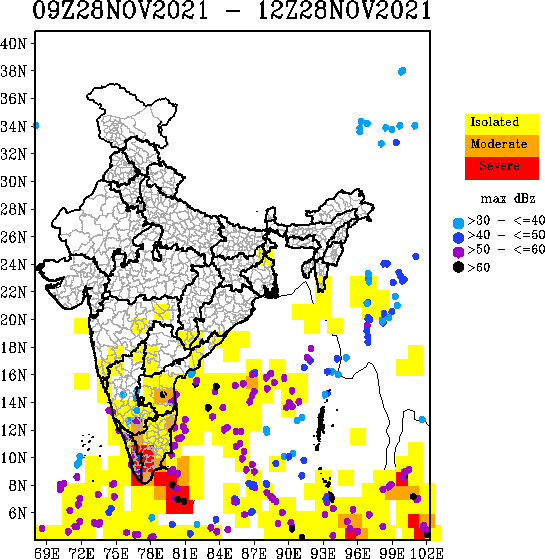 09Z28NOV2021 - 12Z28NOV2021
40N
38N
36N
34N
32N
30N
28N
26N
24N
22N
20N
18N
16N
14N
12N
10N
8N
6N
69E 72E 75E 78E 81E 84E 87E 90E 93E 96E 99E 102E
Isolated
Moderate
Severe
max dBz
>30 - <=40
>40 - <=50
>50 - <=60
>60